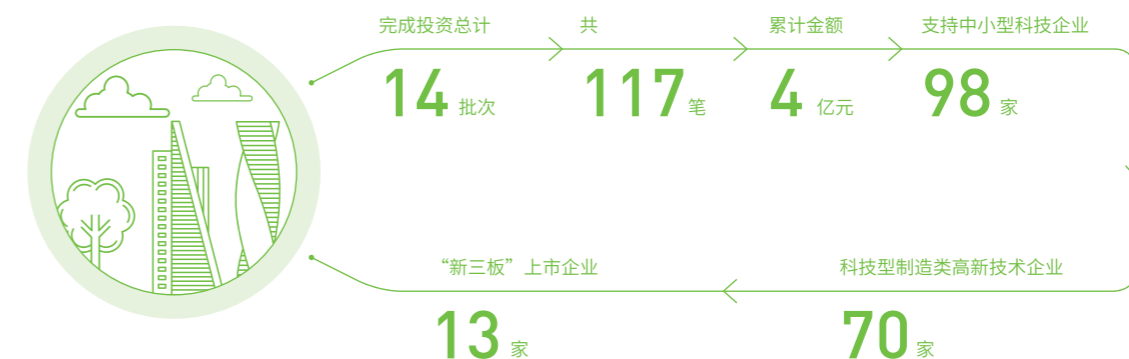 完成投资总计
14 批次
共
117 笔
累计金额
4 亿元
支持中小型科技企业
98 家
科技型制造类高新技术企业
70 家
“新三板”上市企业
13 家